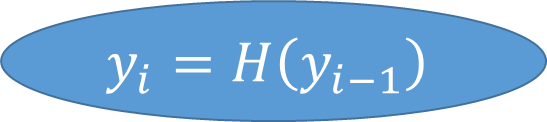 yᵢ = H(yᵢ₋₁)